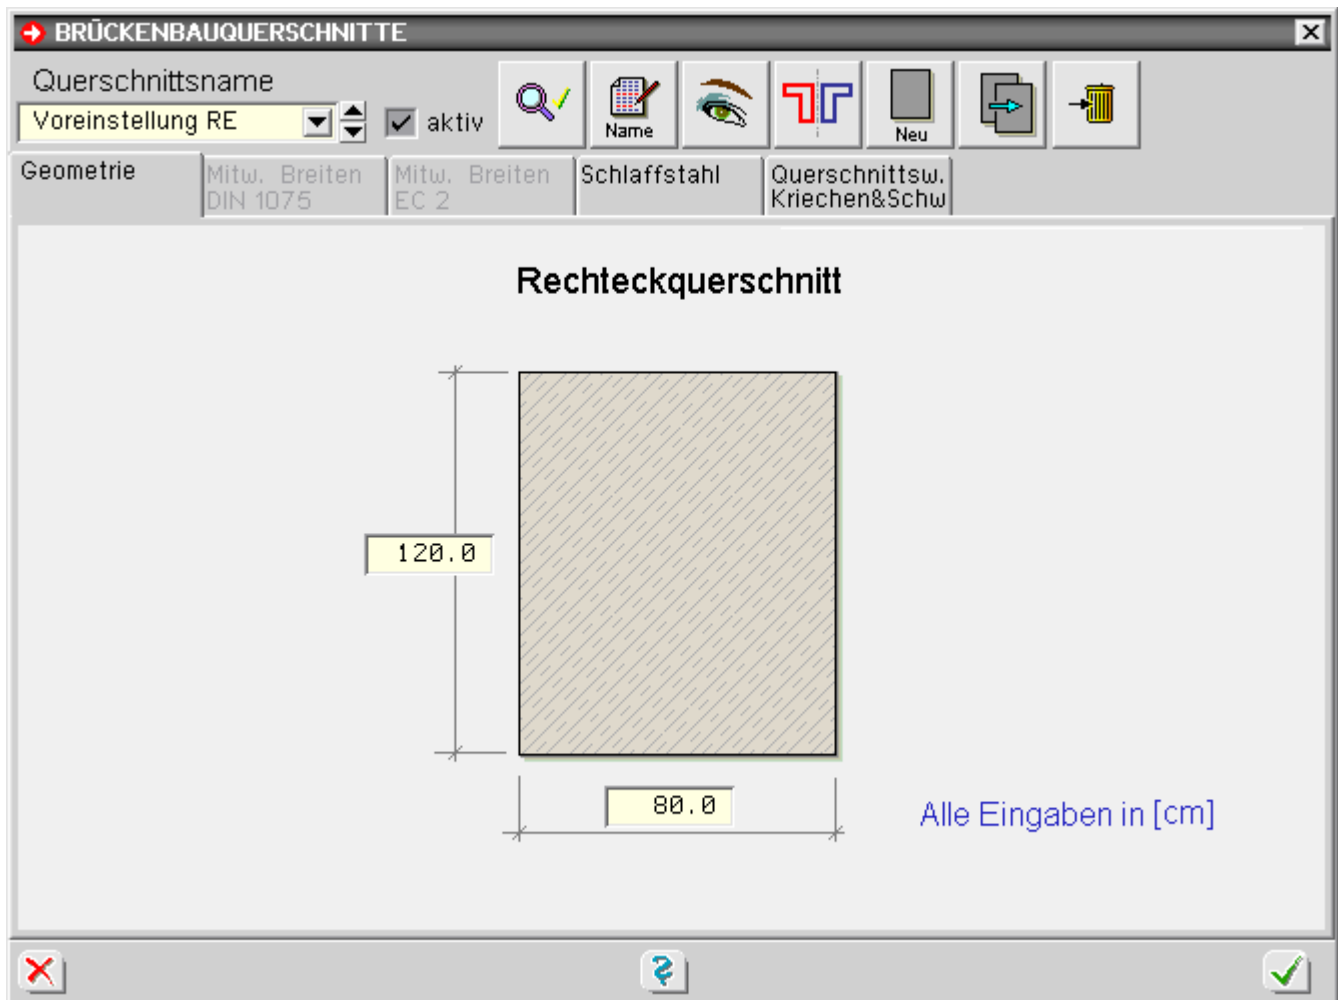 BRÜCKENBAUQUERSCHNITTE
Querschnittsname
Voreinstellung RE
aktiv
Name
Neu
Geometrie
Mitw. Breiten
DIN 1075
Mitw. Breiten
EC 2
Schlaffstahl
Querschnittsw.
Kriechen&Schw
Rechteckquerschnitt
120.0
80.0
Alle Eingaben in [cm]